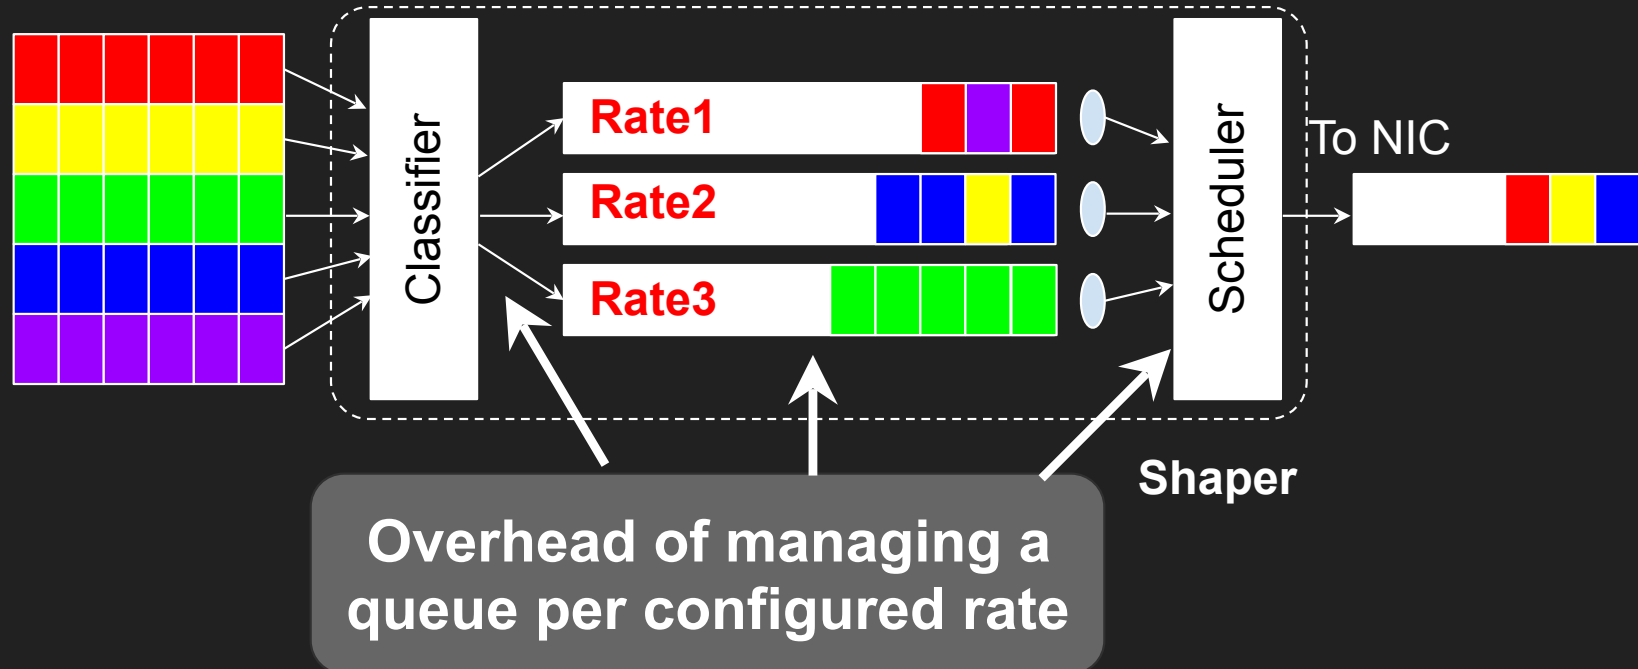 Classifier
Rate1
Rate2
Rate3
Scheduler
To NIC
Shaper
Overhead of managing a
queue per configured rate